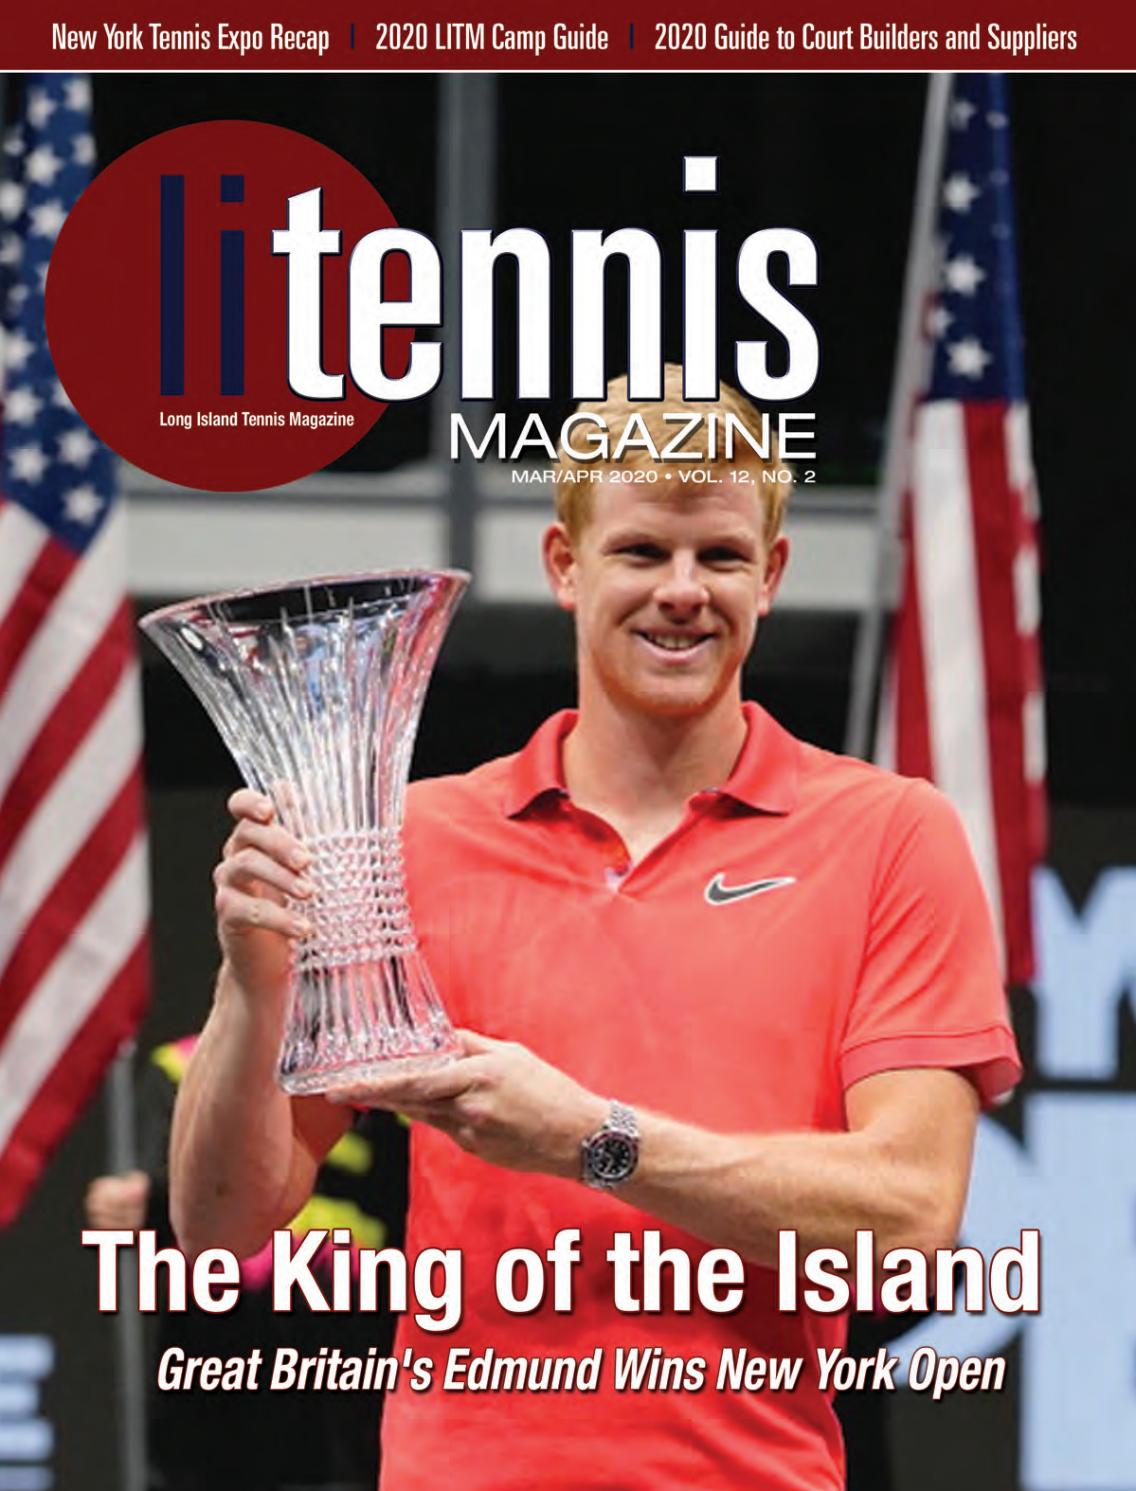 New York Tennis Expo Recap | 2020 LITM Camp Guide | 2020 Guide to Court Builders and Suppliers
litennis
Long Island Tennis Magazine
MAGAZINE
MAR/APR 2020 • VOL. 12, NO. 2
The King of the Island
Great Britain's Edmund Wins New York Open